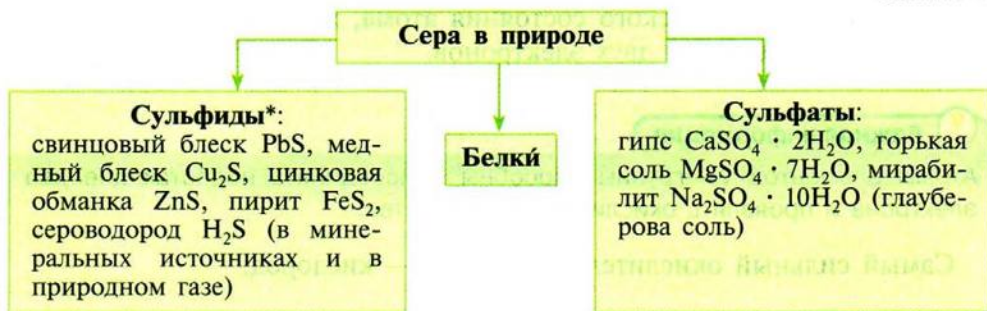 Сера в природе
Сульфиды*:
свинцовый блеск PbS, мед-
ный блеск Cu₂S, цинковая
обманка ZnS, пирит FeS₂,
сероводород H₂S (в мине-
ральных источниках и в
природном газе)
Белки́
Сульфаты:
гипс CaSO₄ · 2H₂O, горькая
соль MgSO₄ · 7H₂O, мираби-
лит Na₂SO₄ · 10H₂O (глаубе-
рова соль)